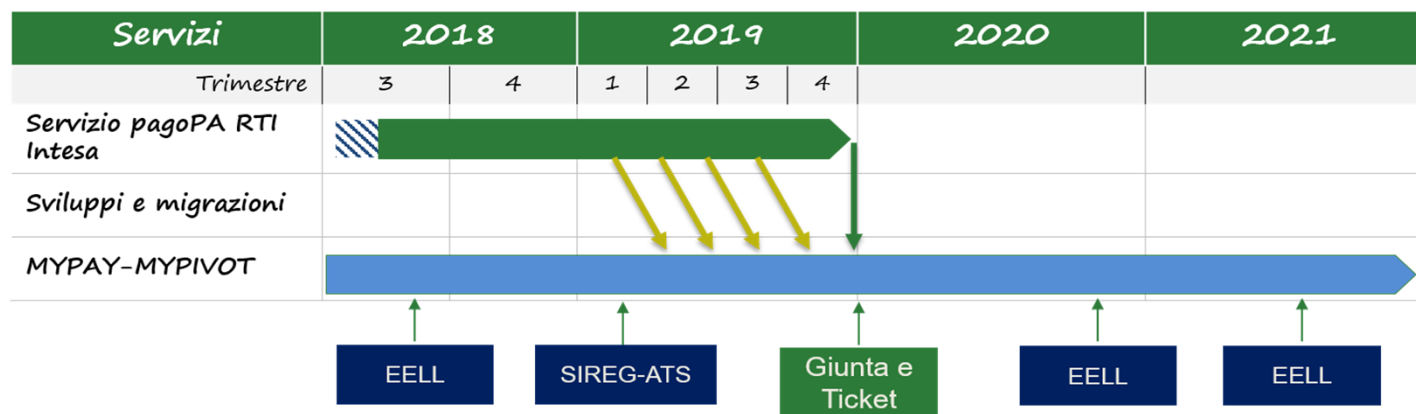 Servizi 2018 2019 2020 2021
Trimestre 3 4 1 2 3 4
Servizio pagoPA RTI
Intesa
Sviluppi e migrazioni
MYPAY-MYPIVOT
EELL SIREG-ATS Giunta e EELL EELL
Ticket